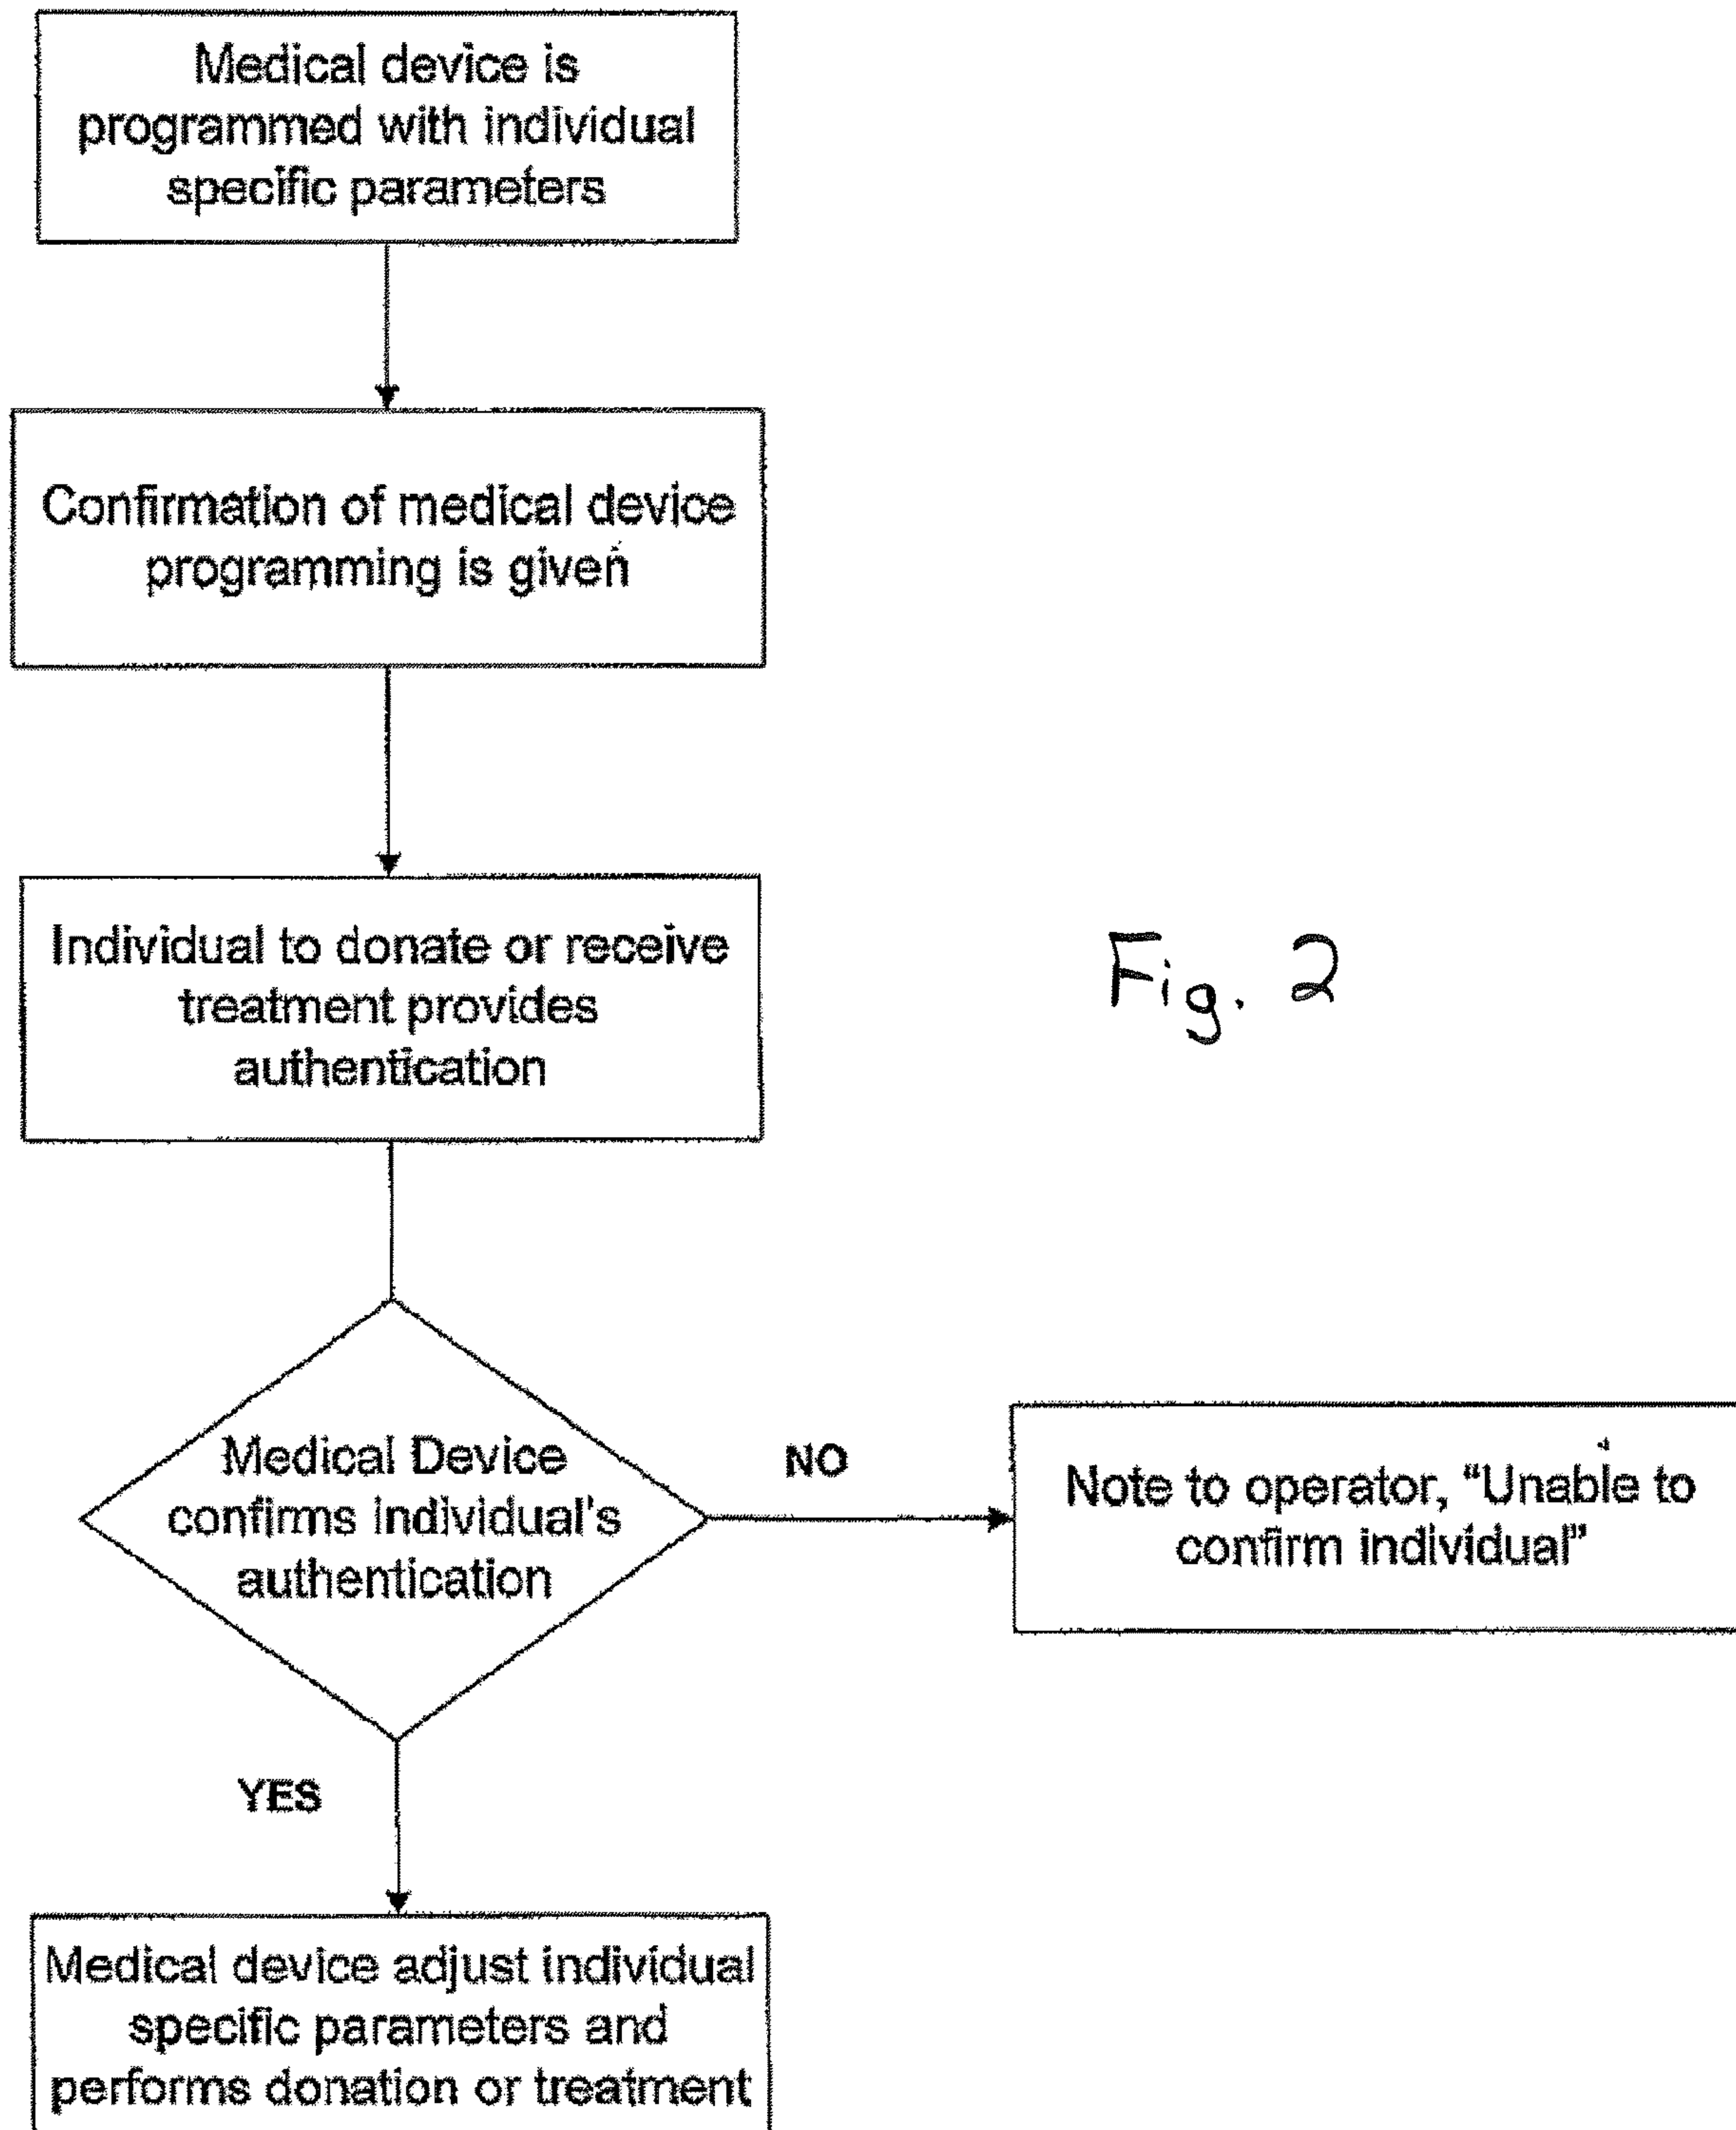 Medical device is
programmed with individual
specific parameters
Confirmation of medical device
programming is given
Individual to donate or receive
treatment provides
authentication
Fig. 2
Medical Device
confirms individual's
authentication
NO
Note to operator, “Unable to
confirm individual”
YES
Medical device adjust individual
specific parameters and
performs donation or treatment